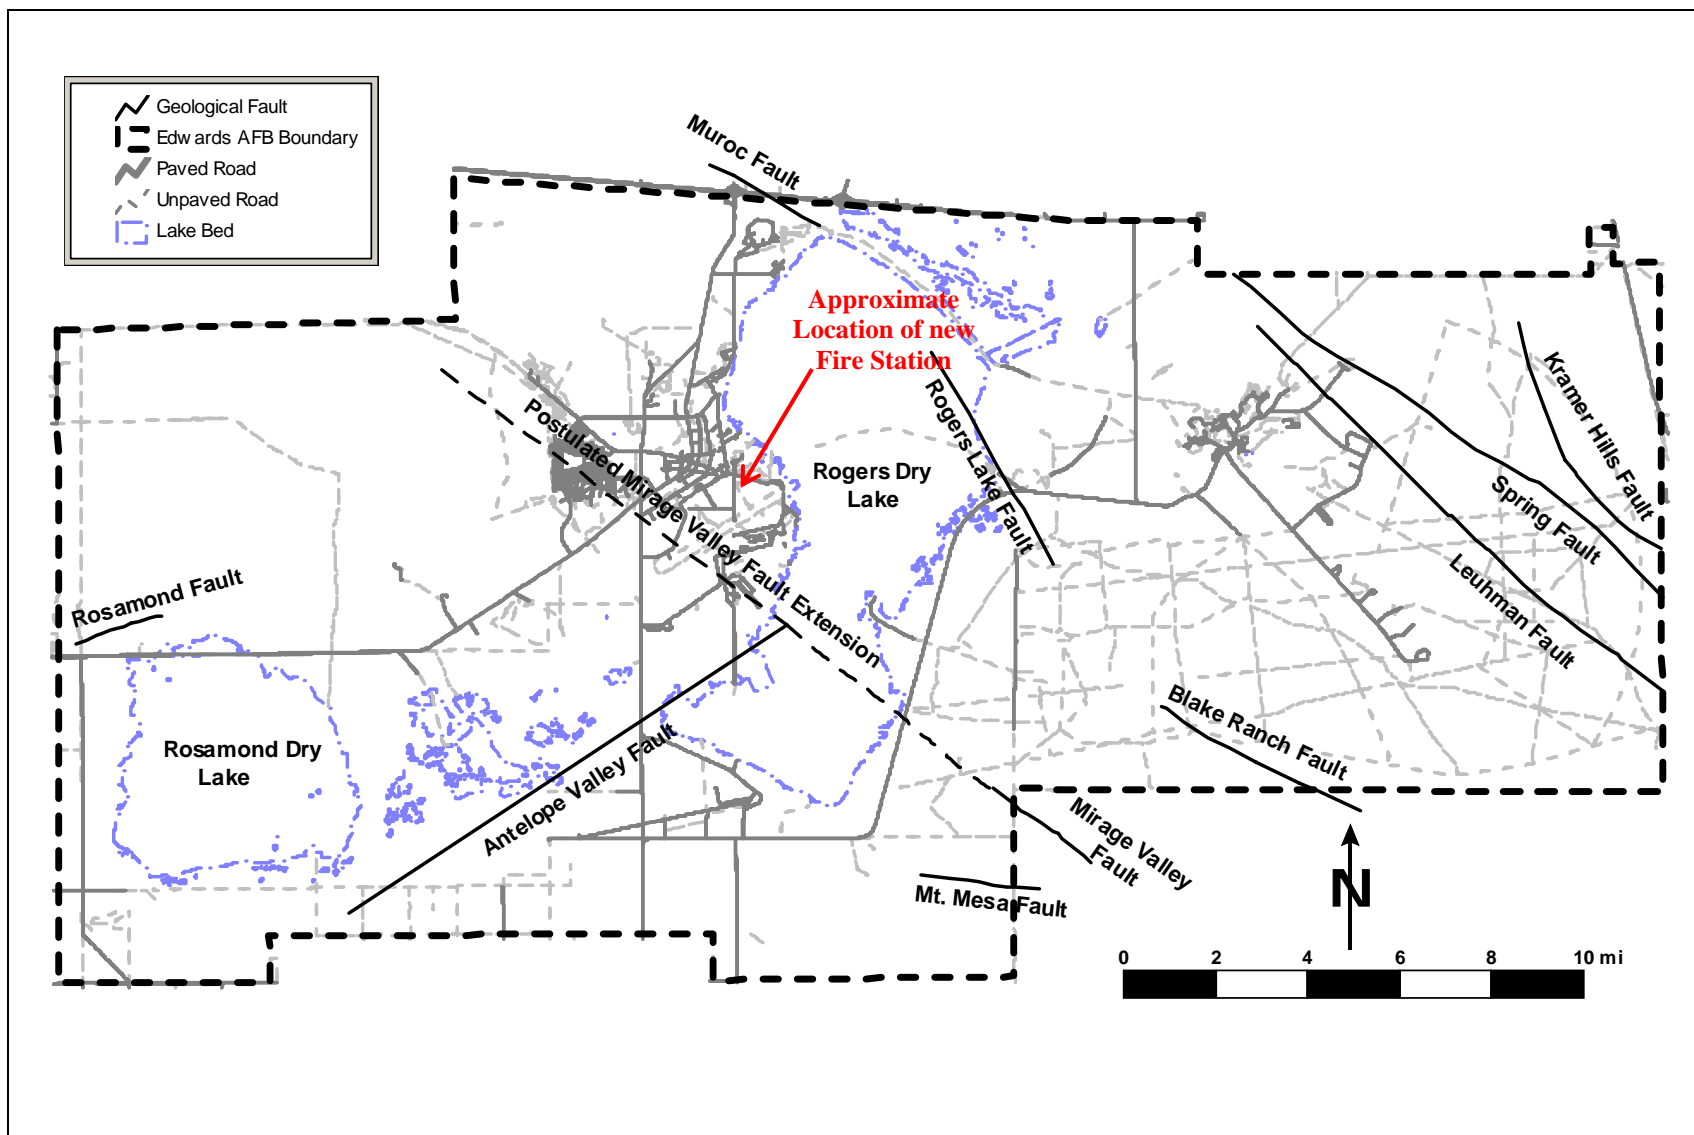 Geological Fault
Edwards AFB Boundary
Paved Road
Unpaved Road
Lake Bed
Muroc Fault
Approximate
Location of new
Fire Station
Postulated Mirage Valley Fault Extension
Rogers Lake Fault
Rogers Dry
Lake
Kramer Hills Fault
Spring Fault
Leuhman Fault
Rosamond Fault
Rosamond Dry
Lake
Antelope Valley Fault
Blake Ranch Fault
Mirage Valley
Fault
Mt. Mesa Fault
N
0 2 4 6 8 10 mi